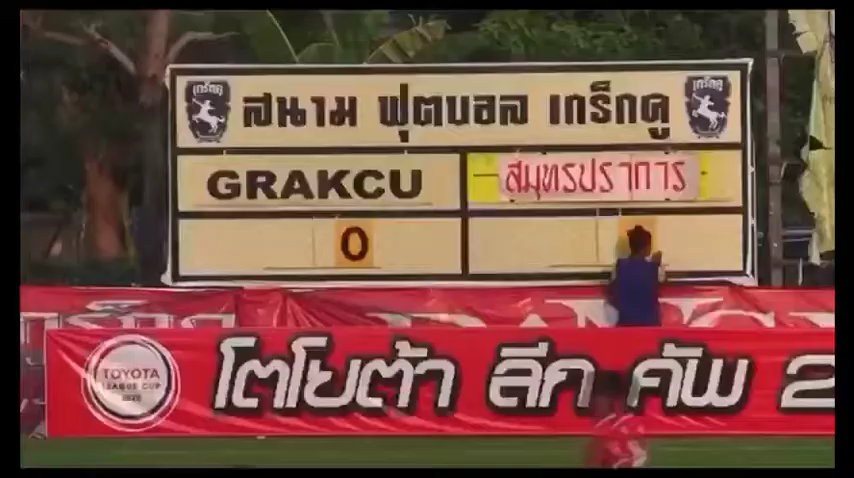 สนาม ฟุตบอล เกร็กคู
GRAKCU
สมุทรปราการ
0
TOYOTA
LEAGUE CUP
โตโยต้า ลีก คัพ 2